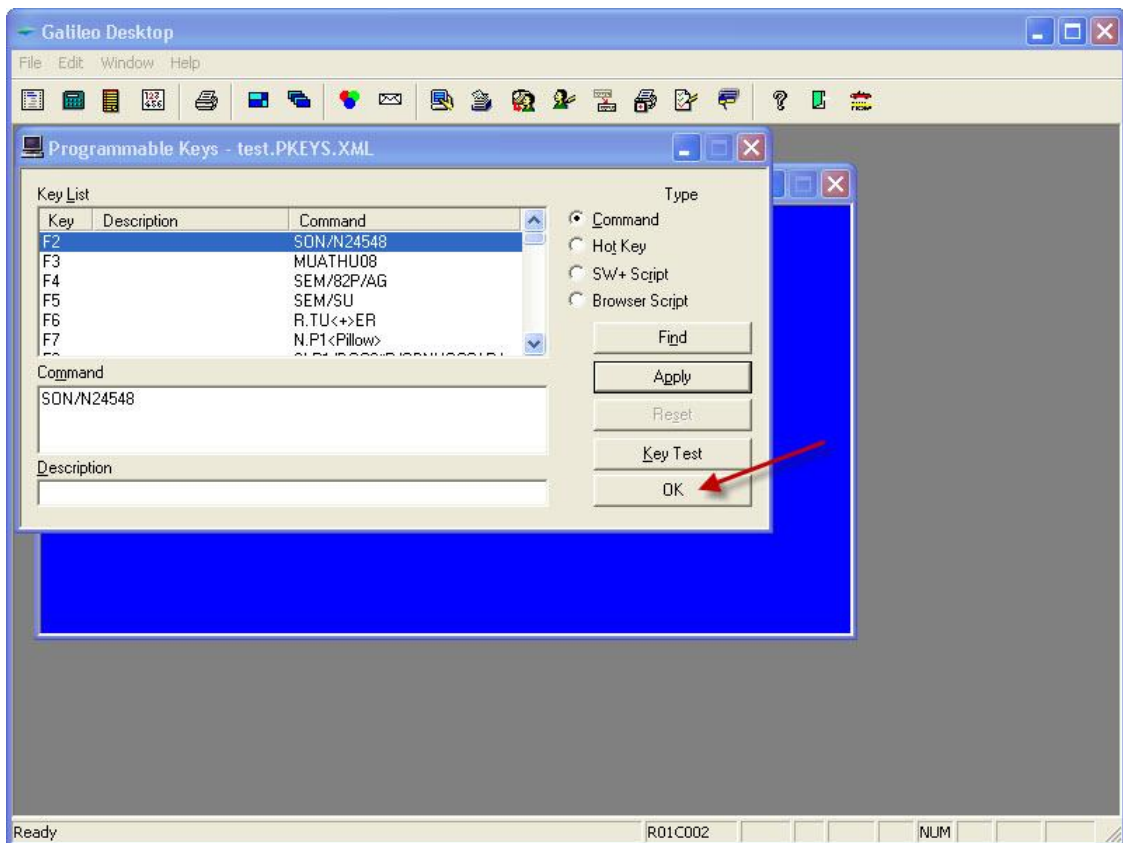 Galileo Desktop
File Edit Window Help
Programmable Keys - test.PKEYS.XML
Key List
Type
Key Description Command
F2 SON/N24548
F3 MUATHU08
F4 SEM/82P/AG
F5 SEM/SU
F6 R.TU<+>ER
F7 N.P1<Pillow>
Command
Hot Key
SW+ Script
Browser Script
Find
Apply
Reset
Key Test
OK
Command
SON/N24548
Description
Ready R01C002 NUM